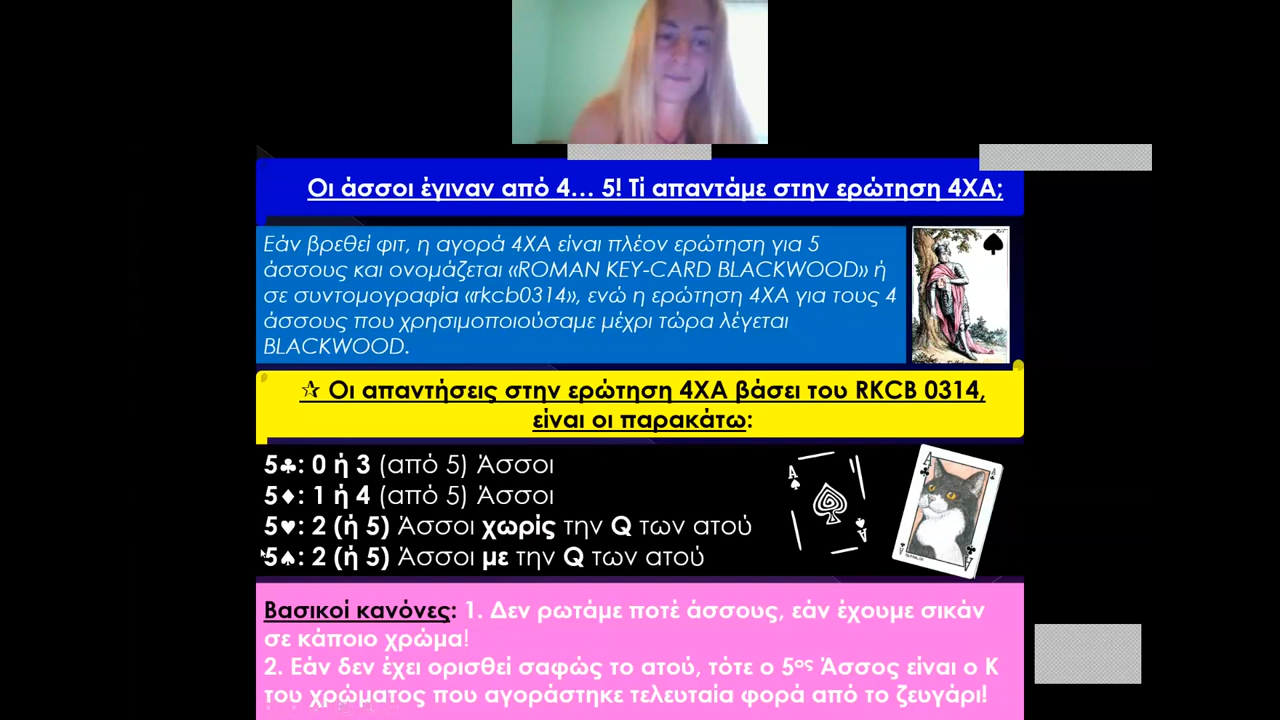 Οι άσσοι έγιναν από 4... 5! Τί απαντάμε στην ερώτηση 4ΧΑ;
Εάν βρεθεί φιτ, η αγορά 4ΧΑ είναι πλέον ερώτηση για 5
άσσους και ονομάζεται «ROMAN KEY-CARD BLACKWOOD» ή
σε συντομογραφία «rkcb0314», ενώ η ερώτηση 4ΧΑ για τους 4
άσσους που χρησιμοποιούσαμε μέχρι τώρα λέγεται
BLACKWOOD.
✰ Οι απαντήσεις στην ερώτηση 4ΧΑ βάσει του RKCB 0314,
είναι οι παρακάτω:
5♣: 0 ή 3 (από 5) Άσσοι
5♦: 1 ή 4 (από 5) Άσσοι
5♥: 2 (ή 5) Άσσοι χωρίς την Q των ατού
5♠: 2 (ή 5) Άσσοι με την Q των ατού
A
A
A
A
Βασικοί κανόνες: 1. Δεν ρωτάμε ποτέ άσσους, εάν έχουμε σικάν
σε κάποιο χρώμα!
2. Εάν δεν έχει ορισθεί σαφώς το ατού, τότε ο 5ος Άσσος είναι ο Κ
του χρώματος που αγοράστηκε τελευταία φορά από το ζευγάρι!